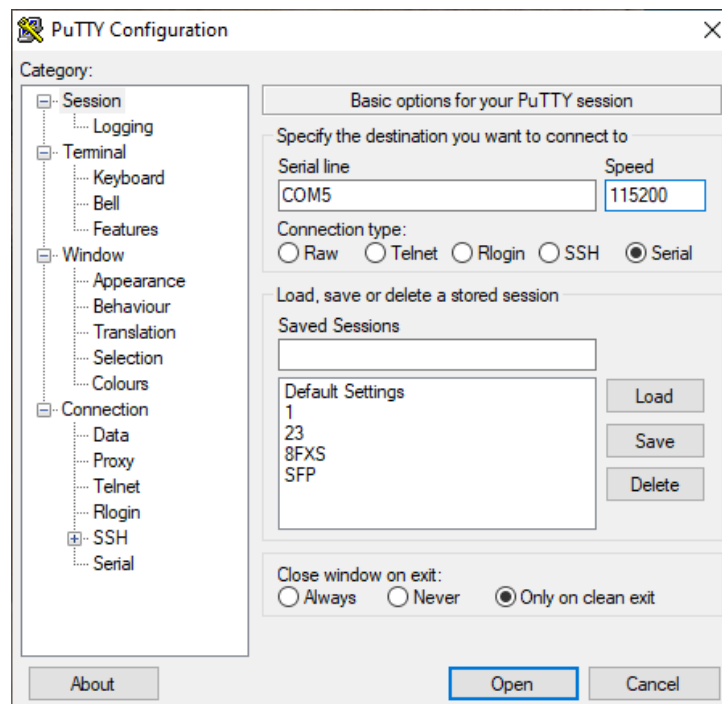 PuTTY Configuration
Category:
Session
Logging
Terminal
Keyboard
Bell
Features
Window
Appearance
Behaviour
Translation
Selection
Colours
Connection
Data
Proxy
Telnet
Rlogin
SSH
Serial
Basic options for your PuTTY session
Specify the destination you want to connect to
Serial line Speed
COM5 115200
Connection type:
Raw Telnet Rlogin SSH Serial
Load, save or delete a stored session
Saved Sessions
Default Settings
1
23
8FXS
SFP
Load
Save
Delete
Close window on exit:
Always Never Only on clean exit
About Open Cancel